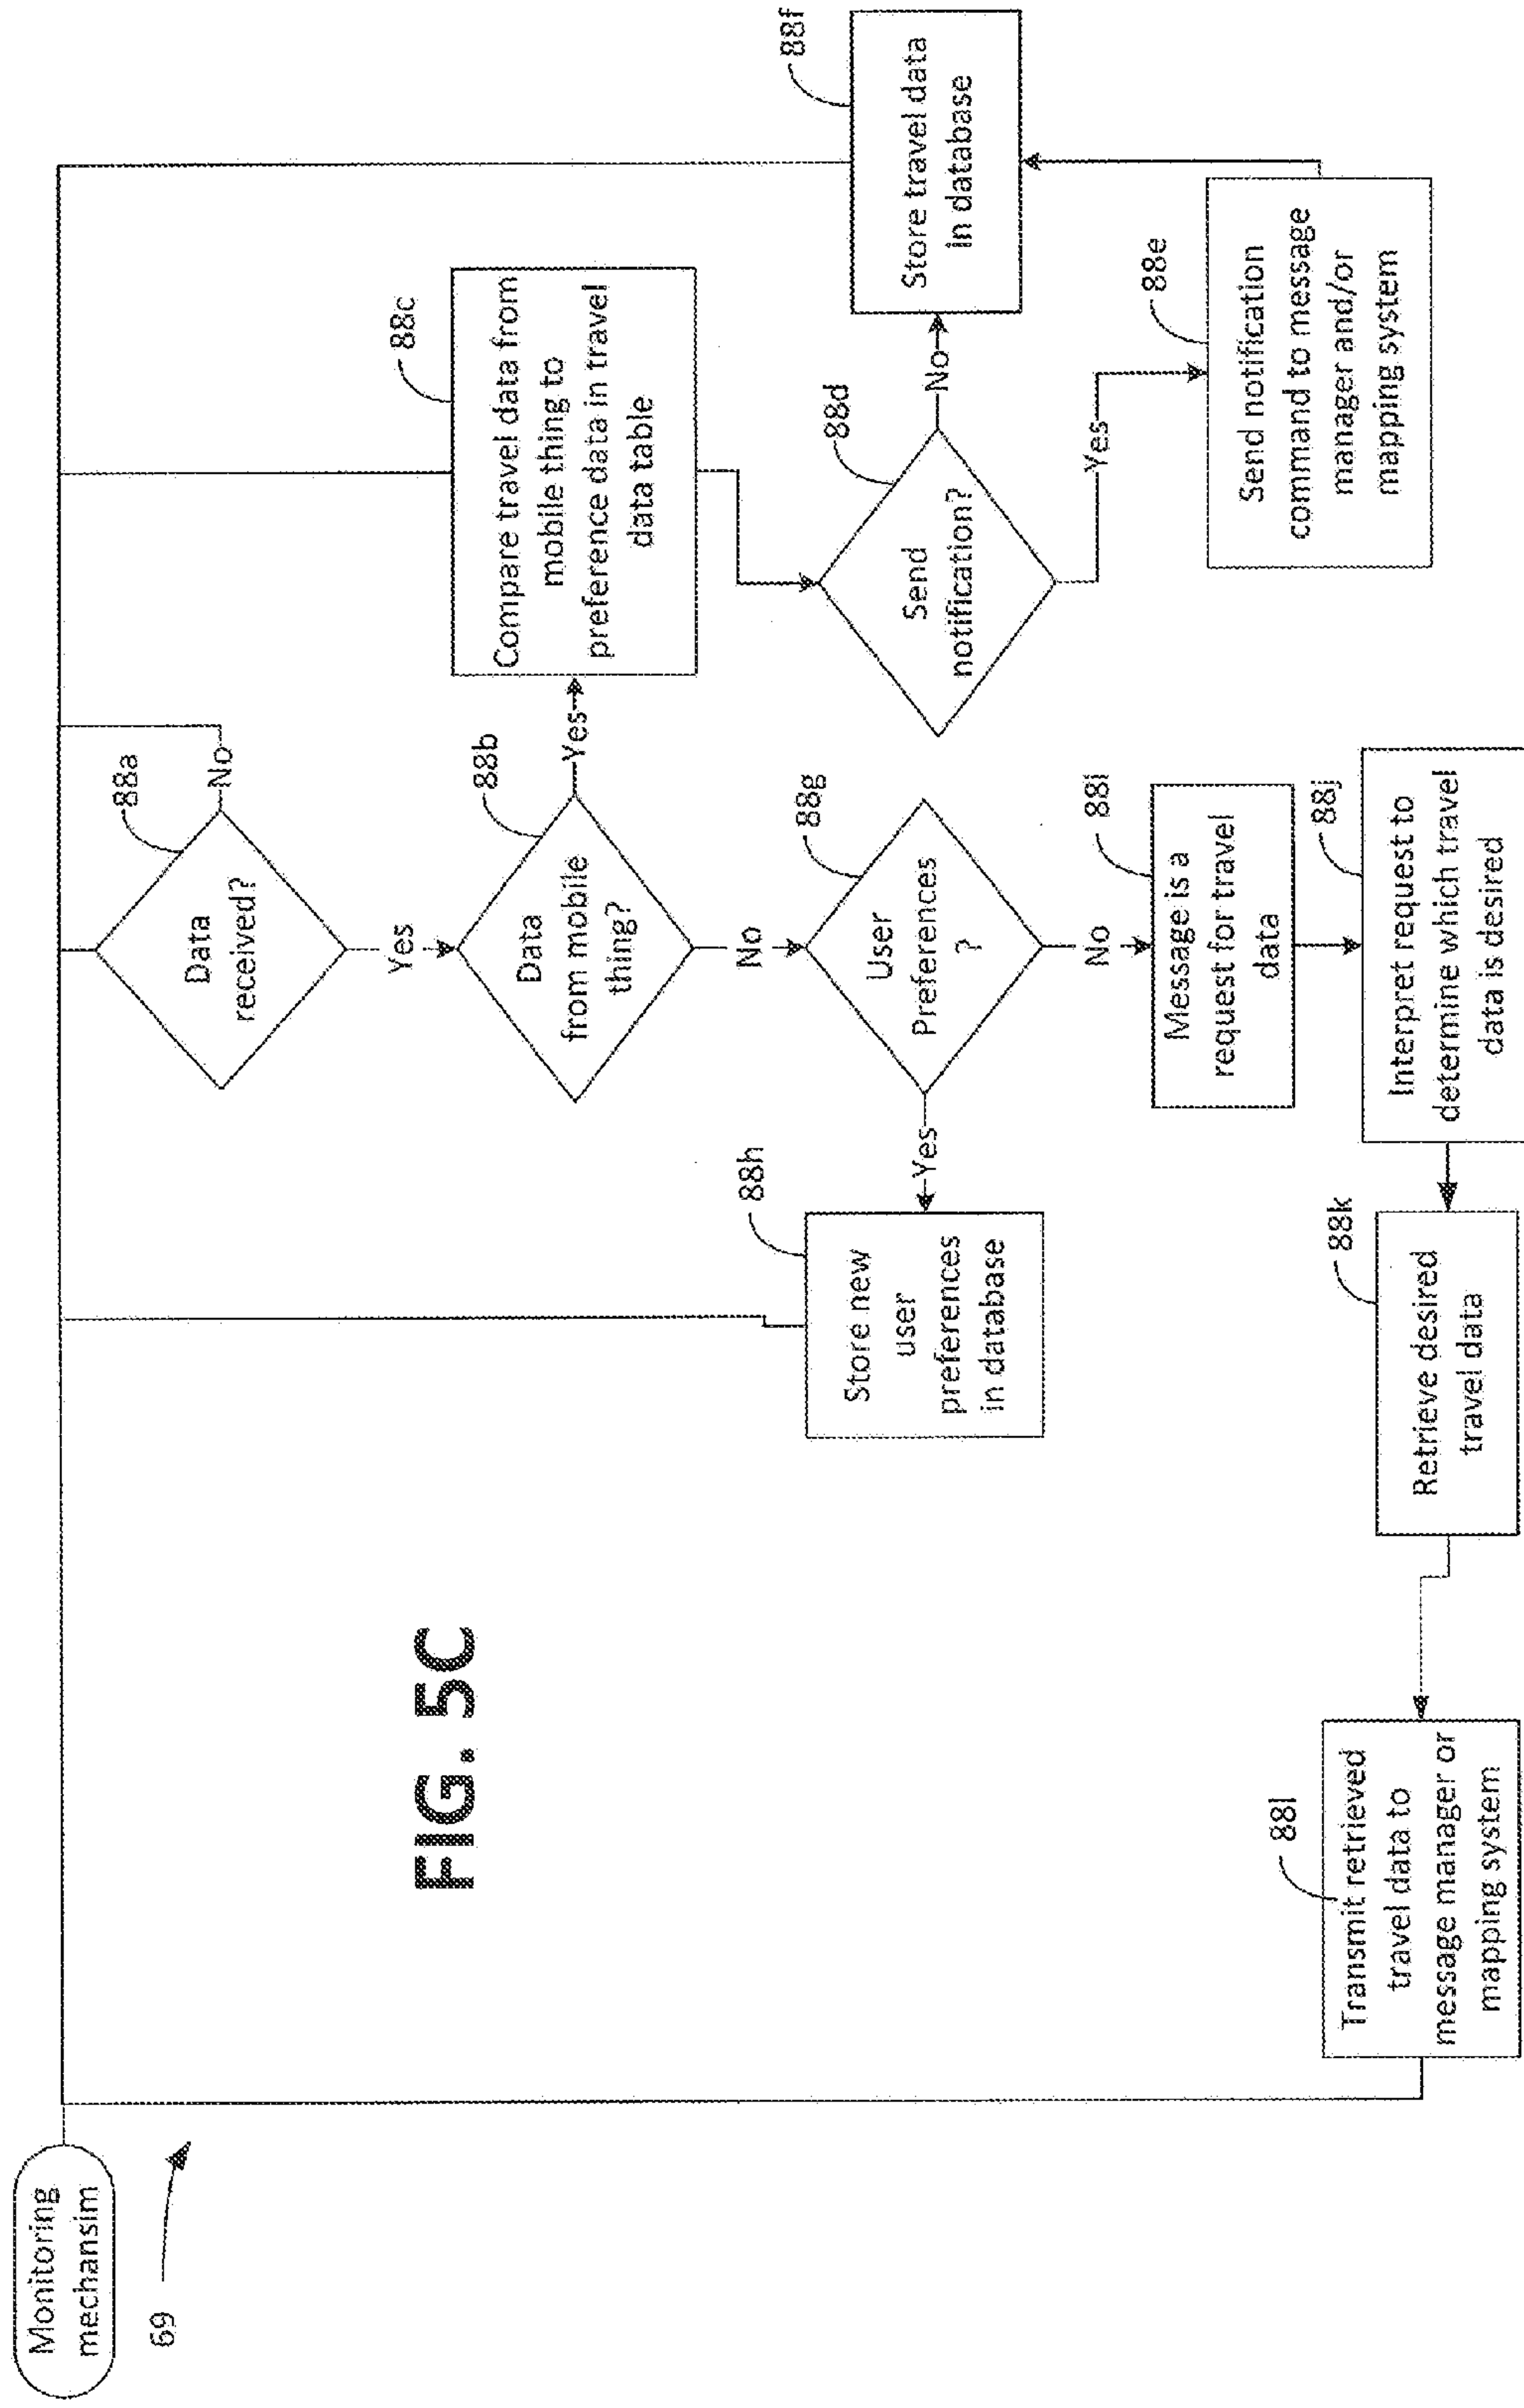 Monitoring
mechansim
69
88a
Data
received?
No
Yes
88b
Data
from mobile
thing?
Yes
No
88c
Compare travel data from
mobile thing to
preference data in travel
data table
88d
Send
notification?
No
Yes
88e
Send notification
command to message
manager and/or
mapping system
88f
Store travel data
in database
88g
User
Preferences
?
Yes
No
88h
Store new
user
preferences
in database
88i
Message is a
request for travel
data
88j
Interpret request to
determine which travel
data is desired
88k
Retrieve desired
travel data
88l
Transmit retrieved
travel data to
message manager or
mapping system
FIG. 5C